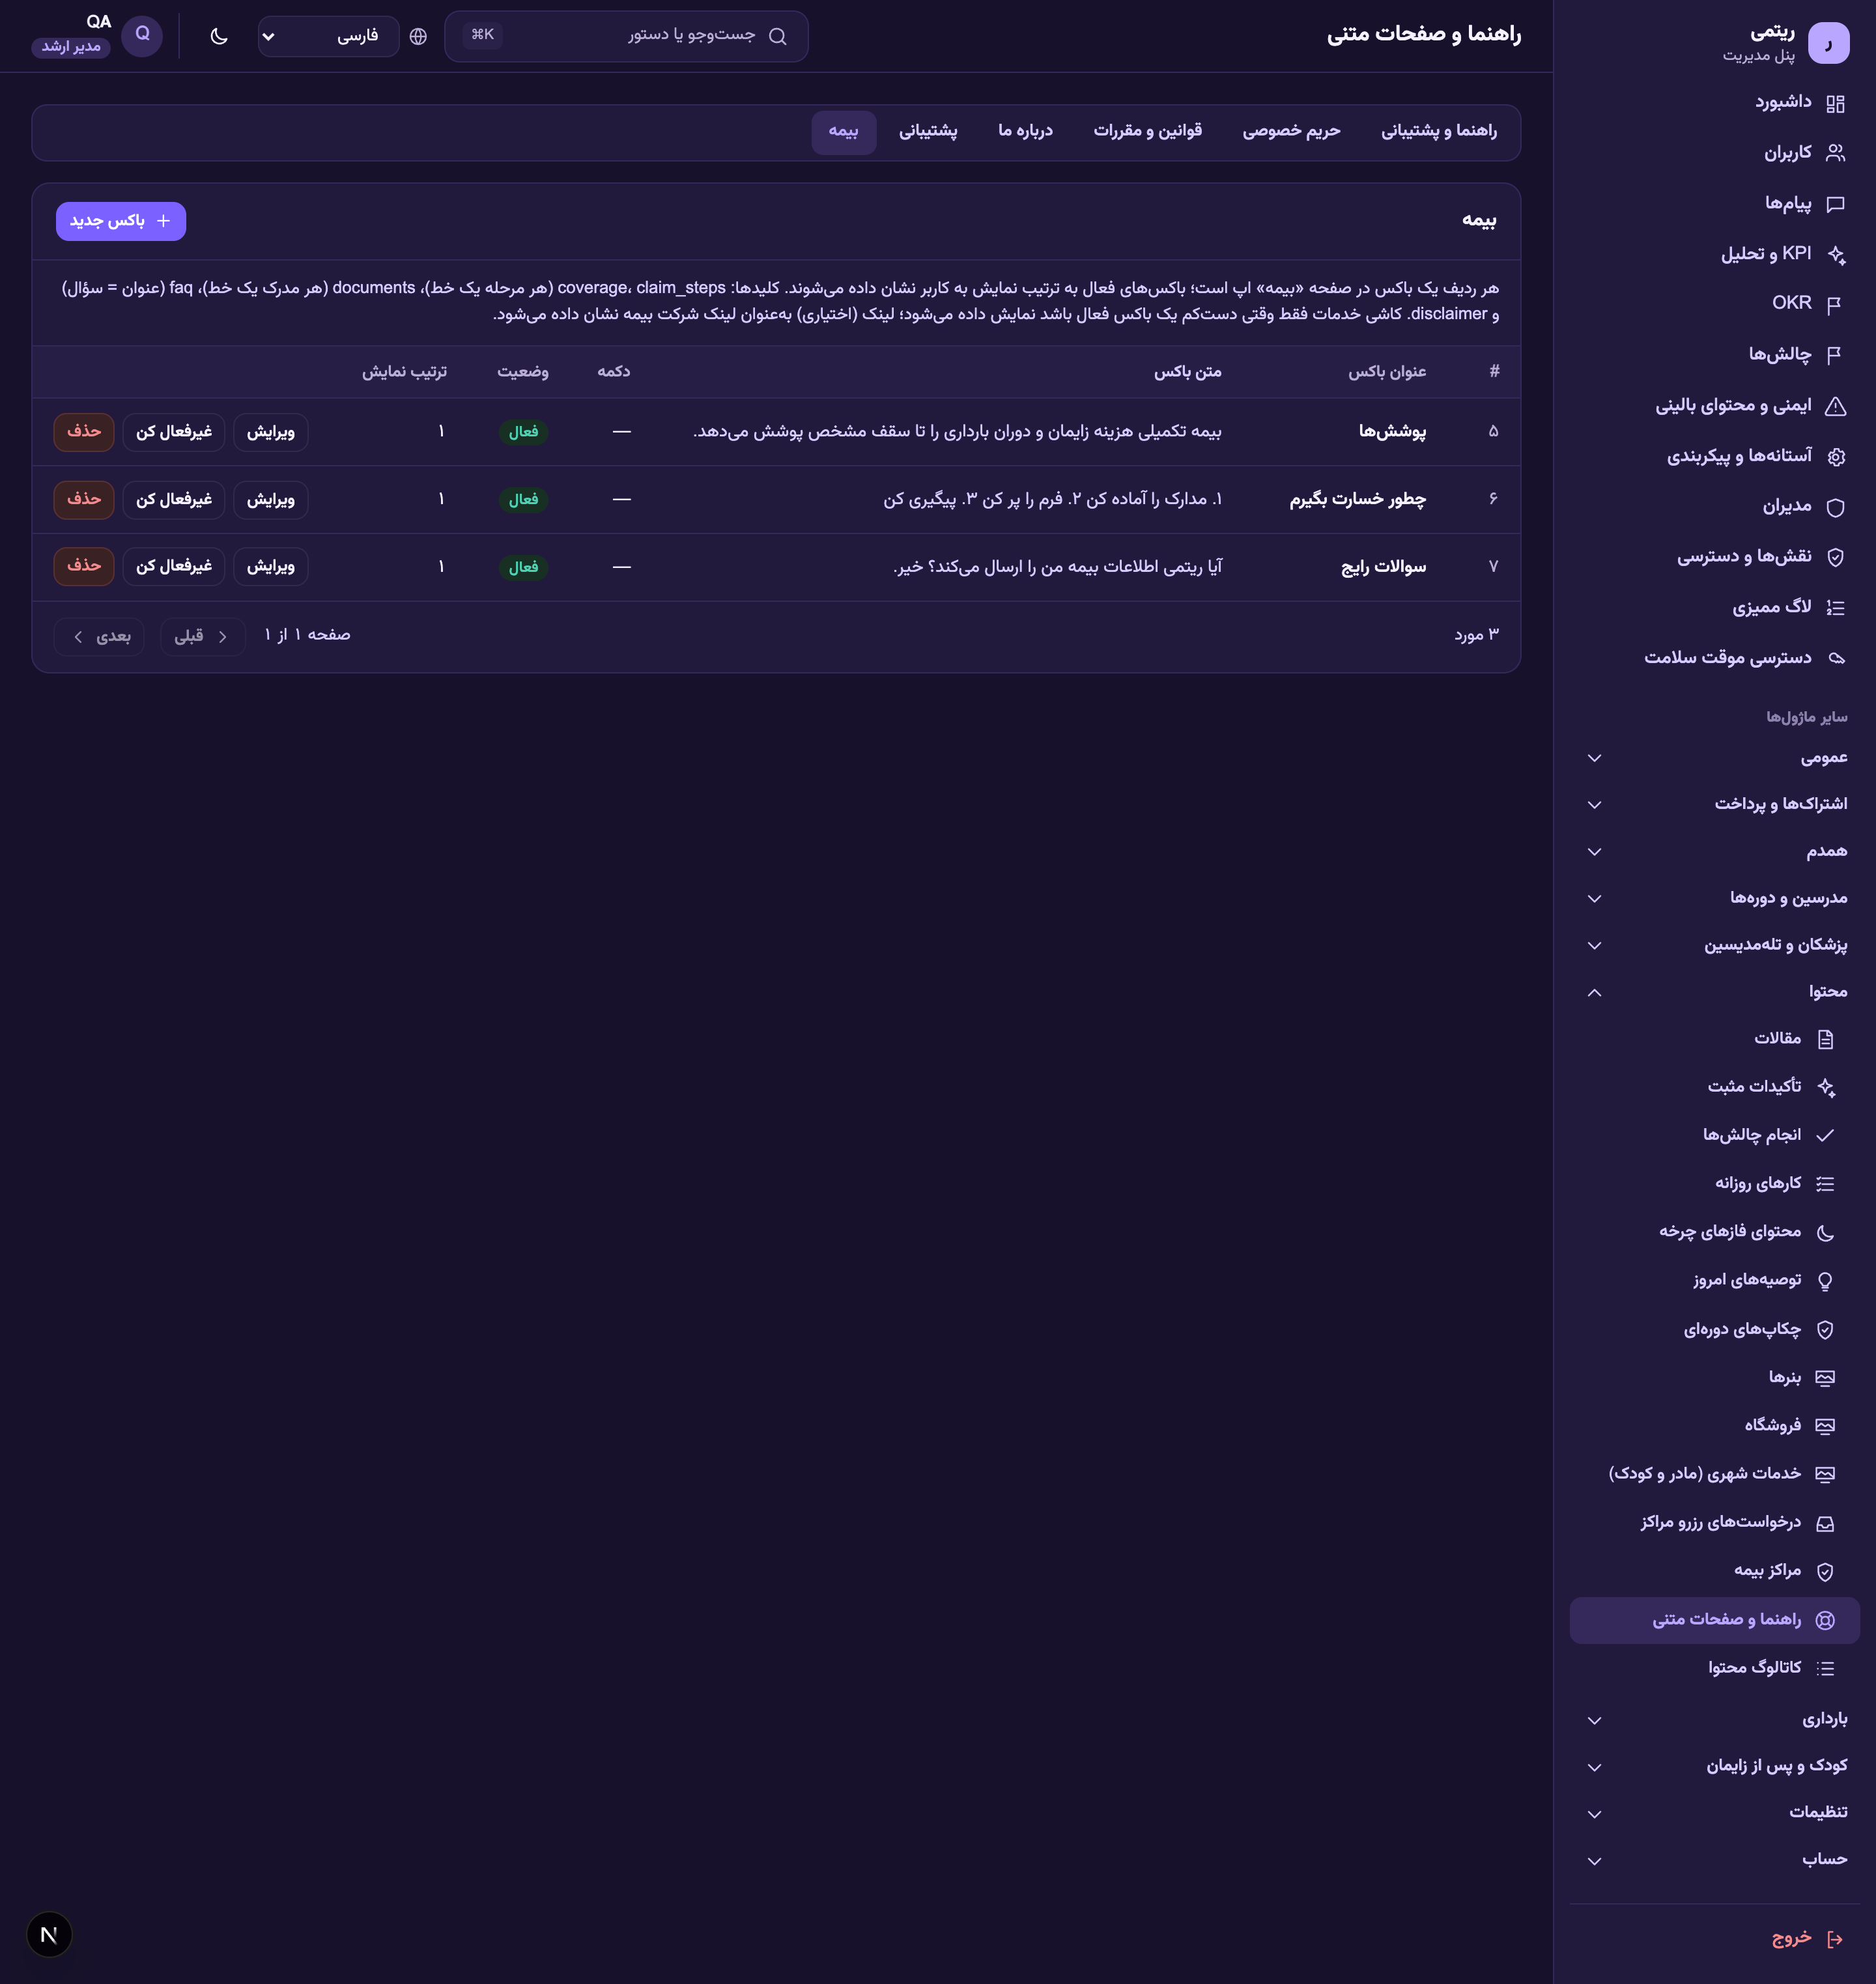 ر
ریتمی
پنل مدیریت
داشبورد
کاربران
پیام‌ها
KPI و تحلیل
OKR
چالش‌ها
ایمنی و محتوای بالینی
آستانه‌ها و پیکربندی
مدیران
نقش‌ها و دسترسی
لاگ ممیزی
دسترسی موقت سلامت
سایر ماژول‌ها
عمومی
اشتراک‌ها و پرداخت
همدم
مدرسین و دوره‌ها
پزشکان و تله‌مدیسین
محتوا
مقالات
تأکیدات مثبت
انجام چالش‌ها
کارهای روزانه
محتوای فازهای چرخه
توصیه‌های امروز
چکاپ‌های دوره‌ای
بنرها
فروشگاه
خدمات شهری (مادر و کودک)
درخواست‌های رزرو مراکز
مراکز بیمه
راهنما و صفحات متنی
کاتالوگ محتوا
بارداری
کودک و پس از زایمان
تنظیمات
حساب
خروج
راهنما و صفحات متنی
جست‌وجو یا دستور
⌘K
فارسی
Q
QA
مدیر ارشد
راهنما و پشتیبانی
حریم خصوصی
قوانین و مقررات
درباره ما
پشتیبانی
بیمه
بیمه
باکس جدید
هر ردیف یک باکس در صفحه «بیمه» اپ است؛ باکس‌های فعال به ترتیب نمایش به کاربر نشان داده می‌شوند. کلیدها: coverage، claim_steps (هر مرحله یک خط)، documents (هر مدرک یک خط)، faq (عنوان = سؤال)
و disclaimer. کاشی خدمات فقط وقتی دست‌کم یک باکس فعال باشد نمایش داده می‌شود؛ لینک (اختیاری) به‌عنوان لینک شرکت بیمه نشان داده می‌شود.
# عنوان باکس متن باکس دکمه وضعیت ترتیب نمایش
۵ پوشش‌ها بیمه تکمیلی هزینه زایمان و دوران بارداری را تا سقف مشخص پوشش می‌دهد. — فعال ۱ ویرایش غیرفعال کن حذف
۶ چطور خسارت بگیرم ۱. مدارک را آماده کن ۲. فرم را پر کن ۳. پیگیری کن — فعال ۱ ویرایش غیرفعال کن حذف
۷ سوالات رایج آیا ریتمی اطلاعات بیمه من را ارسال می‌کند؟ خیر. — فعال ۱ ویرایش غیرفعال کن حذف
۳ مورد
صفحه ۱ از ۱
قبلی
بعدی
N